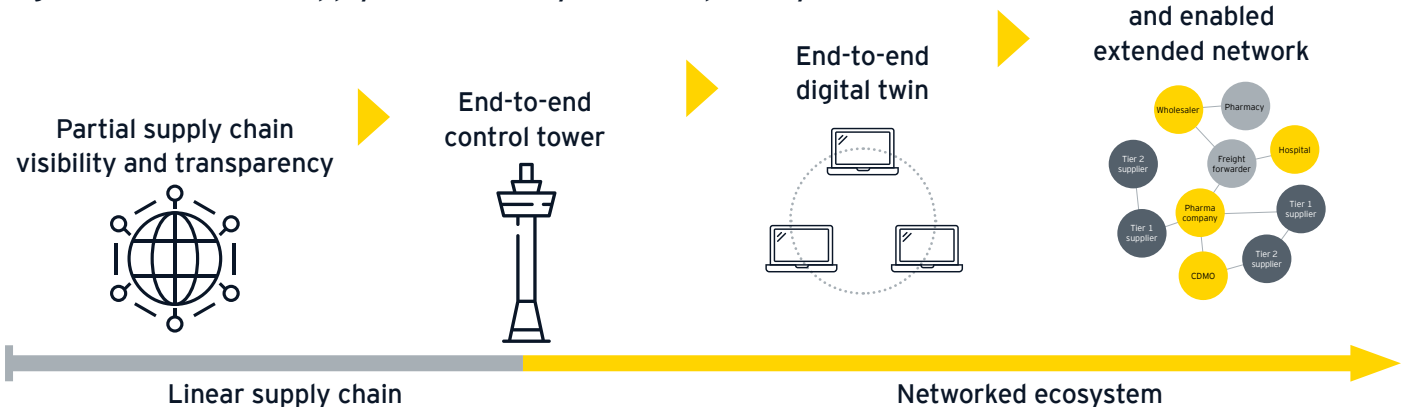 and enabled
extended network
End-to-end
digital twin
End-to-end
control tower
Partial supply chain
visibility and transparency
Wholesaler
Pharmacy
Freight
forwarder
Hospital
Tier 2
supplier
Pharma
company
Tier 1
supplier
Tier 1
supplier
Tier 2
supplier
CDMO
Linear supply chain
Networked ecosystem